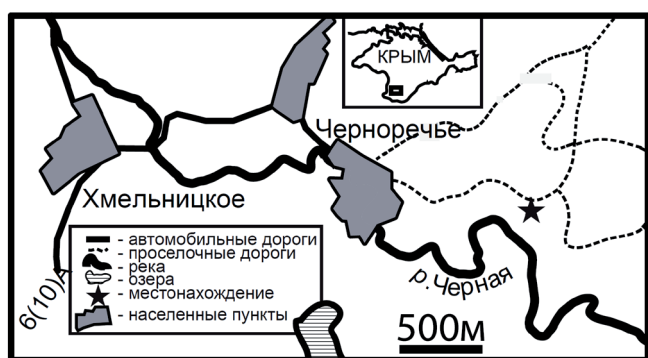 КРЫМ
Черноречье
Хмельницкое
- автомобильные дороги
- проселочные дороги
- река
- озера
- местонахождение
- населенные пункты
6(10)А
р.Черная
500м